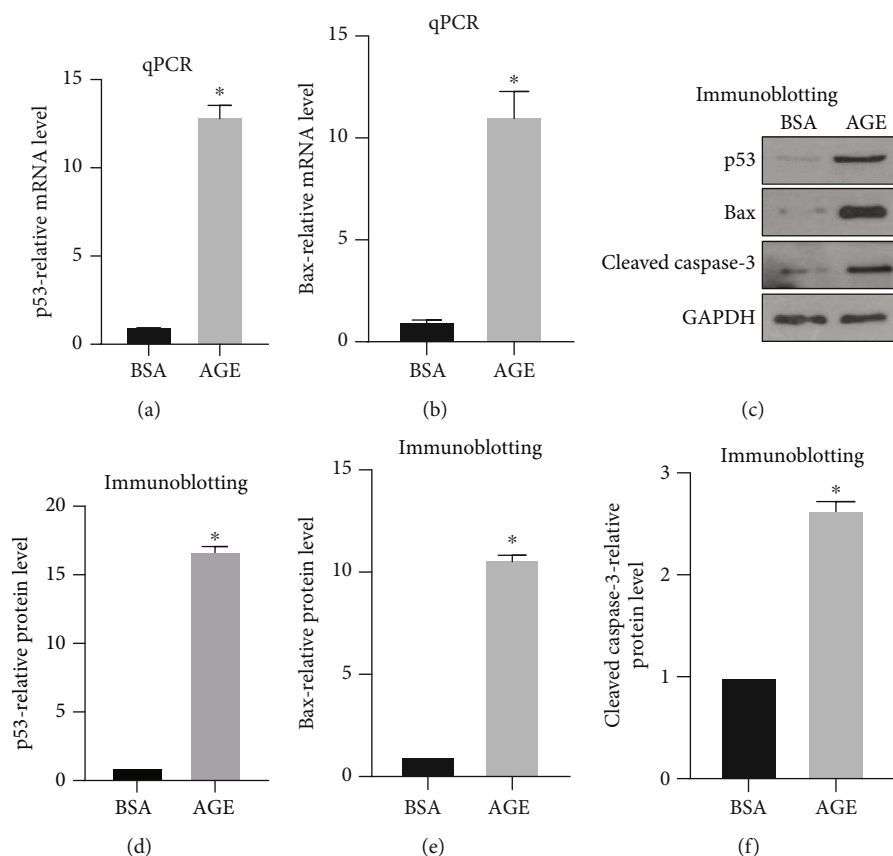 qPCR
p53-relative mRNA level
15
10
5
0
*
BSA AGE
(a)
qPCR
Bax-relative mRNA level
15
10
5
0
*
BSA AGE
(b)
Immunoblotting
BSA AGE
p53
Bax
Cleaved caspase-3
GAPDH
(c)
Immunoblotting
p53-relative protein level
20
15
10
5
0
*
BSA AGE
(d)
Immunoblotting
Bax-relative protein level
15
10
5
0
*
BSA AGE
(e)
Immunoblotting
Cleaved caspase-3-relative
protein level
3
2
1
0
*
BSA AGE
(f)